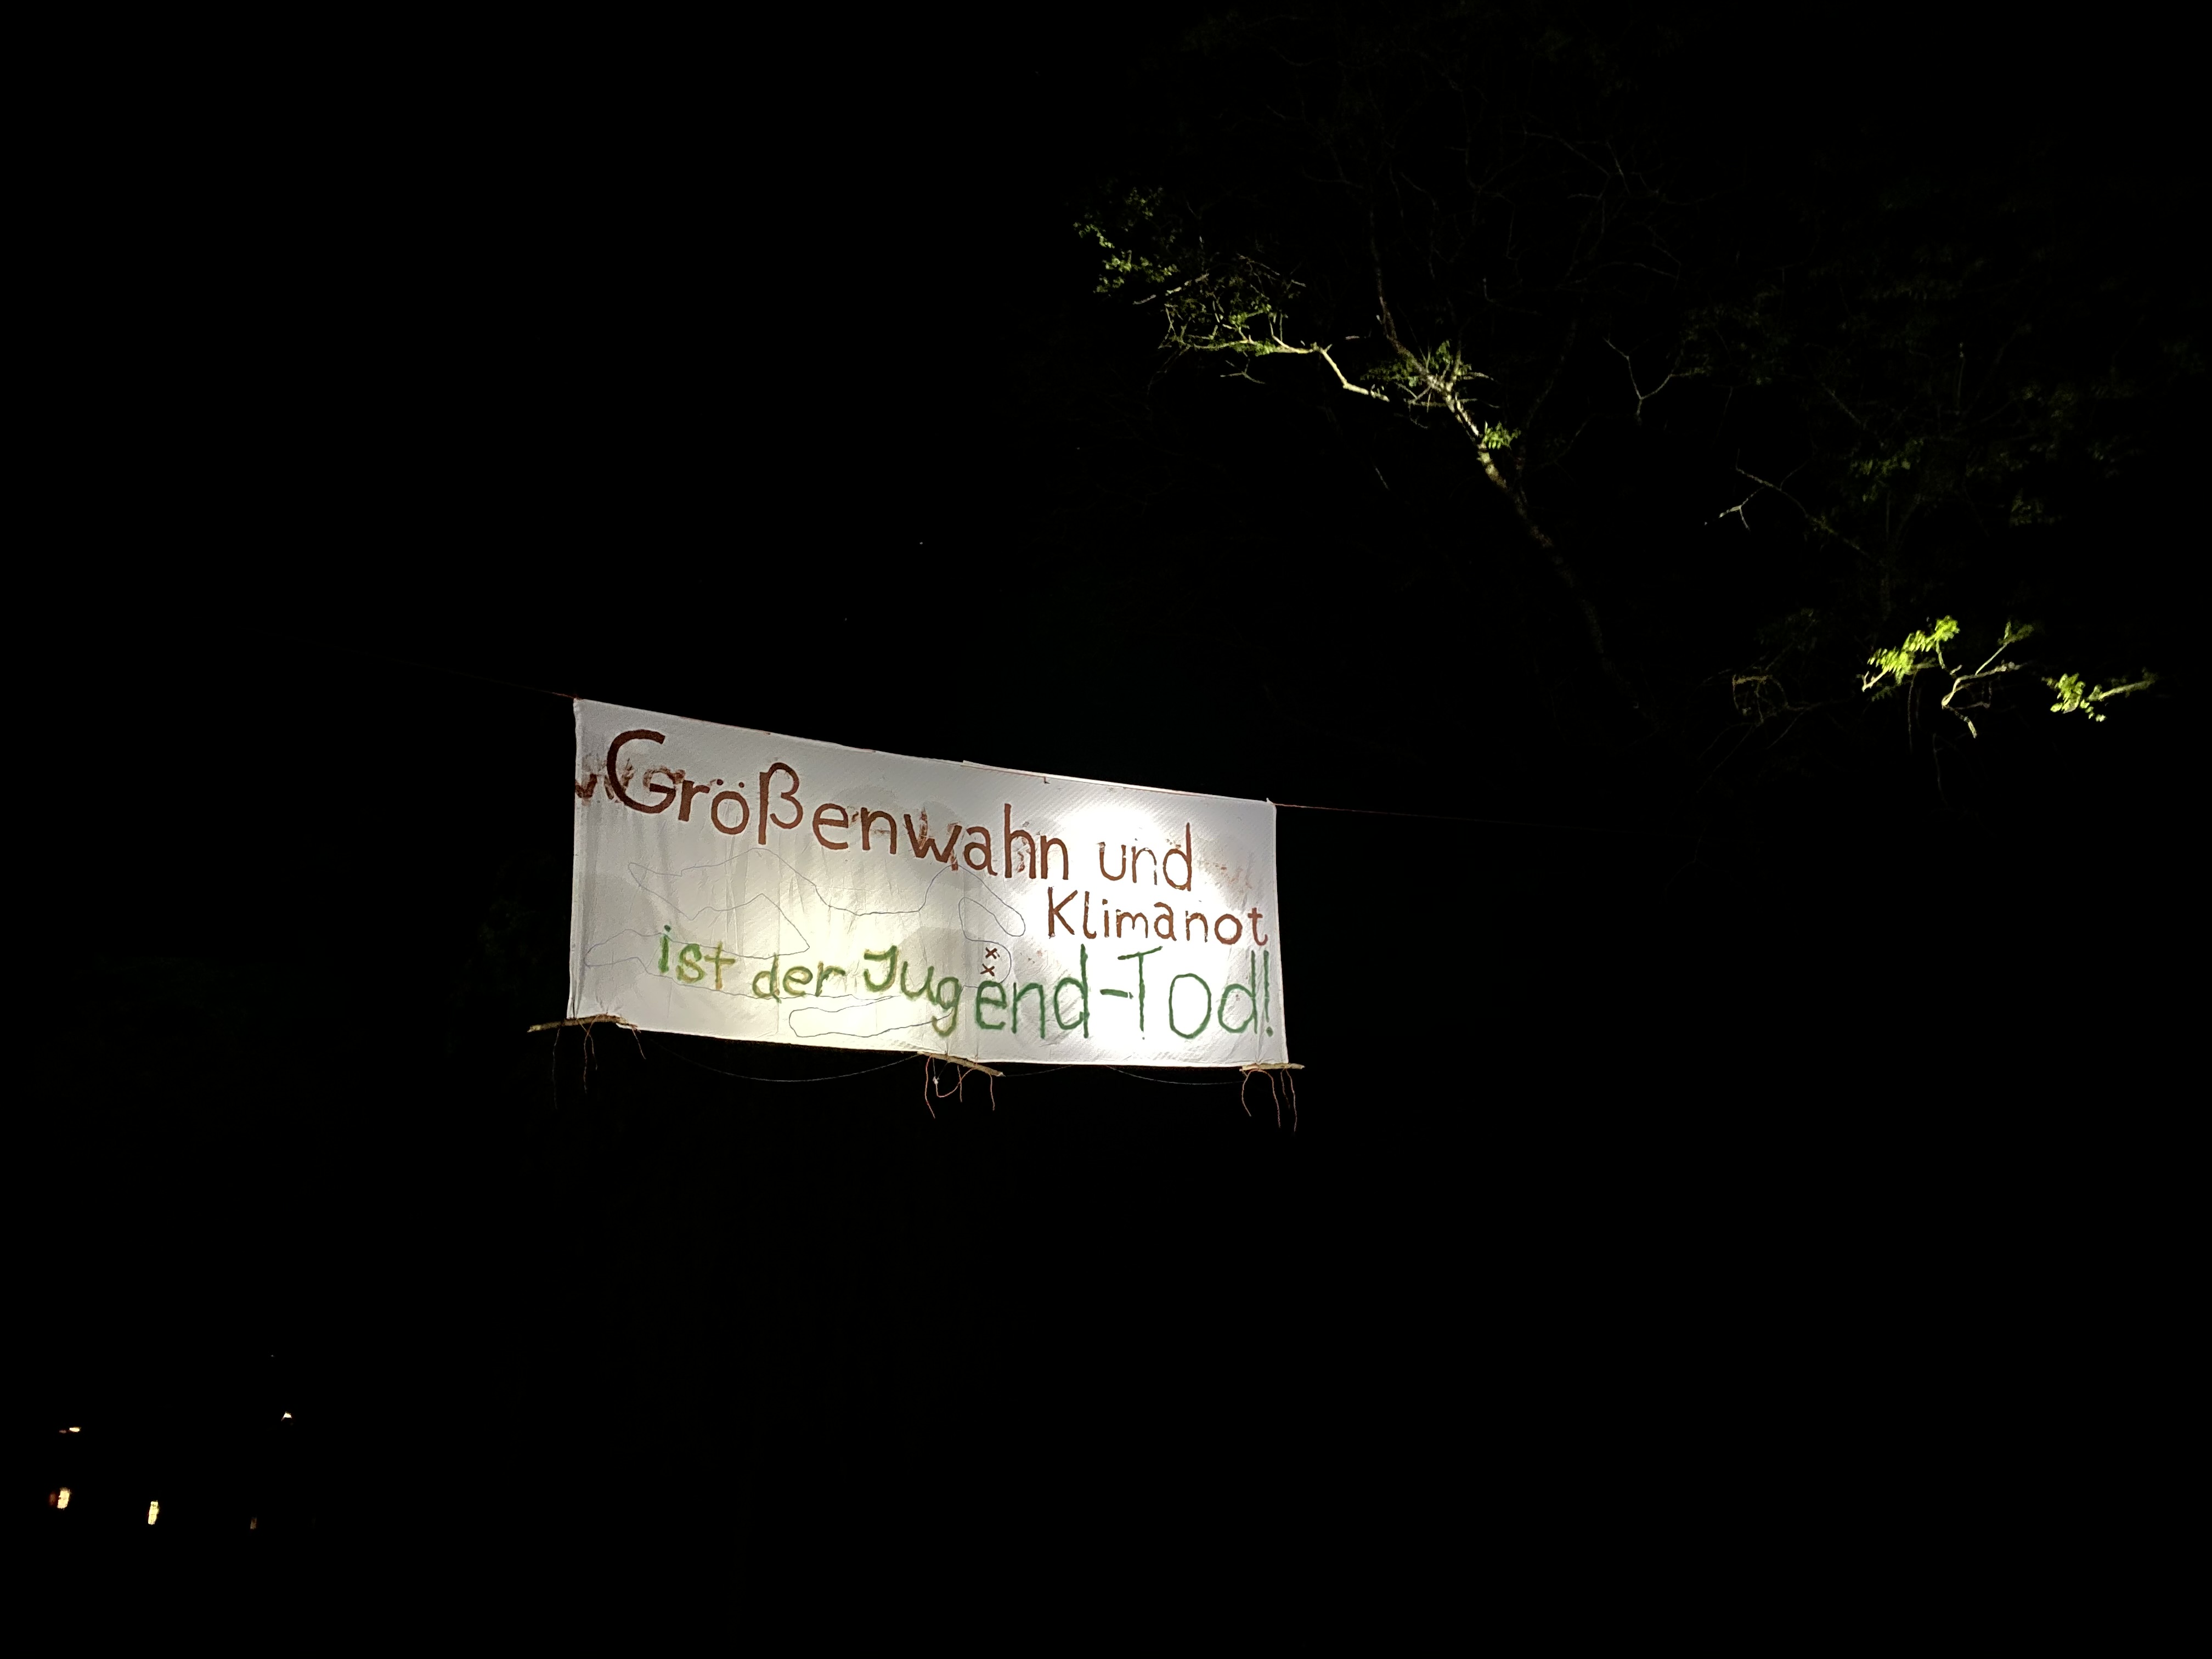 Größenwahn und
Klimanot
ist der Jugend-Tod!